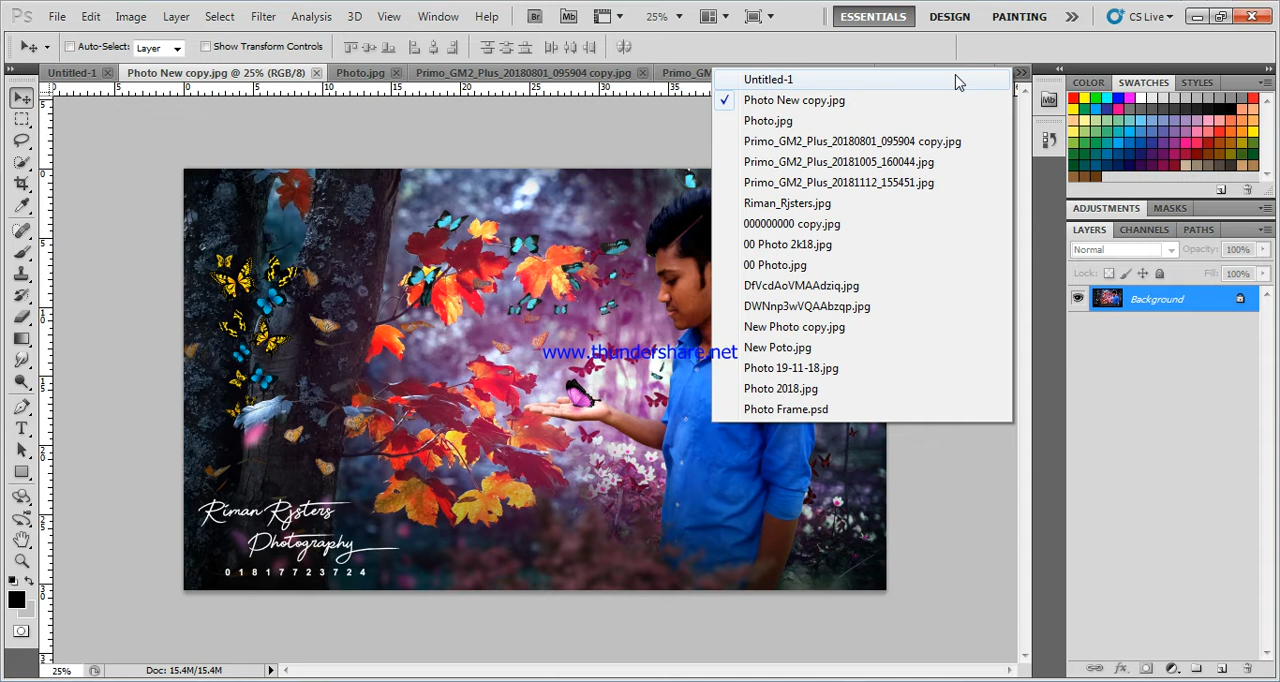 Ps File Edit Image Layer Select Filter Analysis 3D View Window Help Br Mb 25% ESSENTIALS DESIGN PAINTING CS Live
Auto-Select: Layer Show Transform Controls
Untitled-1 Photo New copy.jpg @ 25% (RGB/8) Photo.jpg Primo_GM2_Plus_20180801_095904 copy.jpg Primo_GM
Untitled-1
Photo New copy.jpg
Photo.jpg
Primo_GM2_Plus_20180801_095904 copy.jpg
Primo_GM2_Plus_20181005_160044.jpg
Primo_GM2_Plus_20181112_155451.jpg
Riman_Rjsters.jpg
000000000 copy.jpg
00 Photo 2k18.jpg
00 Photo.jpg
DfVcdAoVMAAdziq.jpg
DWNnp3wVQAAbzqp.jpg
New Photo copy.jpg
New Poto.jpg
Photo 19-11-18.jpg
Photo 2018.jpg
Photo Frame.psd
www.thundershare.net
Riman Rjsters
Photography
01817723724
COLOR SWATCHES STYLES
Mb
ADJUSTMENTS MASKS
LAYERS CHANNELS PATHS
Normal Opacity: 100%
Lock: Fill: 100%
Background
25% Doc: 15.4M/15.4M